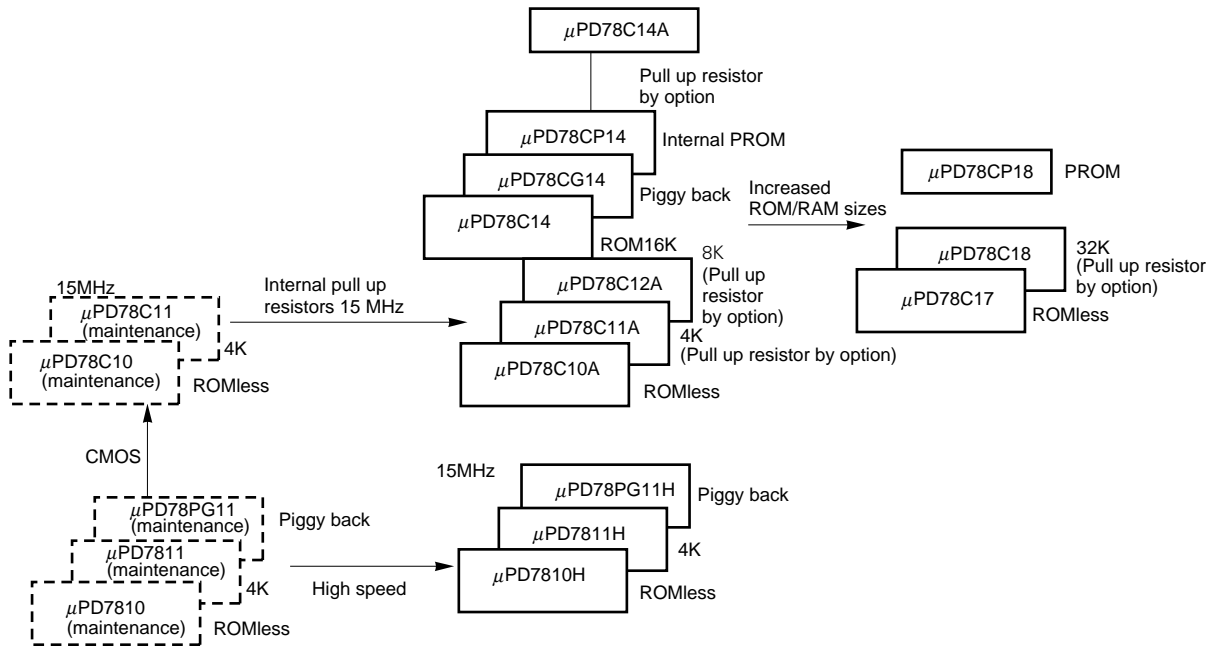 μPD78C14A
Pull up resistor
by option
μPD78CP14
Internal PROM
μPD78CG14
Piggy back
μPD78C14
ROM16K
Increased
ROM/RAM sizes
μPD78CP18
PROM
μPD78C18
32K
(Pull up resistor
by option)
μPD78C17
ROMless
8K
(Pull up
resistor
by option)
μPD78C12A
μPD78C11A
4K
(Pull up resistor by option)
μPD78C10A
ROMless
Internal pull up
resistors 15 MHz
15MHz
μPD78C11
(maintenance)
4K
μPD78C10
(maintenance)
ROMless
CMOS
μPD78PG11
(maintenance)
Piggy back
μPD7811
(maintenance)
4K
μPD7810
(maintenance)
ROMless
High speed
15MHz
μPD78PG11H
Piggy back
μPD7811H
4K
μPD7810H
ROMless